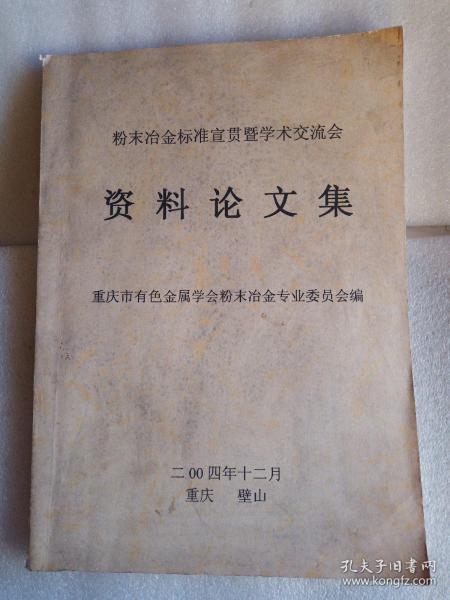 粉末冶金标准宣贯暨学术交流会
资料论文集
重庆市有色金属学会粉末冶金专业委员会编
二00四年十二月
重庆 壁山
孔夫子旧书网
www.kongfz.com